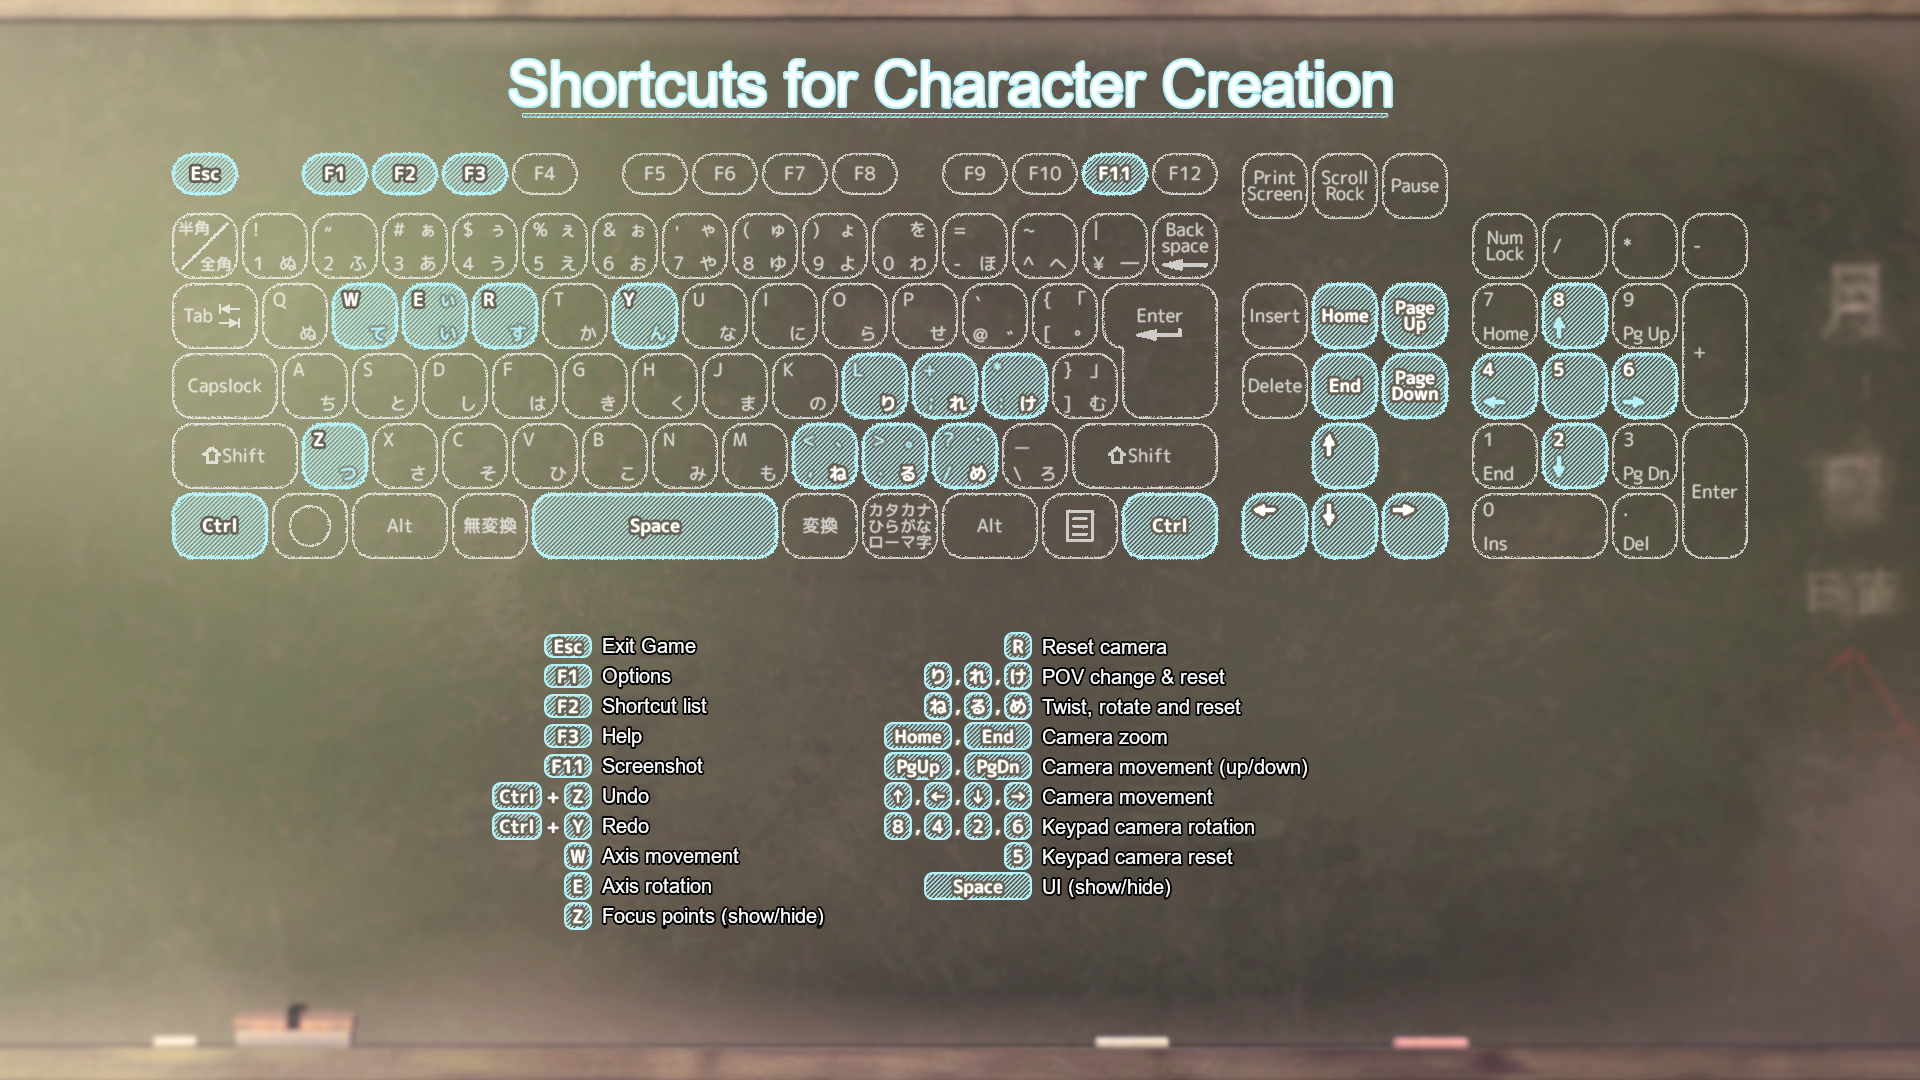 Shortcuts for Character Creation
Esc F1 F2 F3 F4 F5 F6 F7 F8 F9 F10 F11 F12 Print Screen Scroll Rock Pause
半角/全角 ! 1 ぬ " 2 ふ # ぁ 3 あ $ ぅ 4 う % ぇ 5 え & ぉ 6 お ' ゃ 7 や ( ゅ 8 ゆ ) ょ 9 よ を 0 わ = - ほ ~ ^ へ | ¥ ー Back space Num Lock / * -
Tab Q ぬ W て E ぃ い R す T か Y ん U な I に O ら P せ ` @ ゛ { 「 [ ゜ Enter Insert Home Page Up 7 Home 8 ↑ 9 Pg Up +
Capslock A ち S と D し F は G き H く J ま K の L り + ; れ * : け } 」 ] む Delete End Page Down 4 ← 5 6 →
Shift Z つ X さ C そ V ひ B こ N み M も < 、 , ね > 。 . る ? ・ / め _ \ ろ Shift ↑ 1 End 2 ↓ 3 Pg Dn Enter
Ctrl Alt 無変換 Space 変換 カタカナ ひらがな ローマ字 Alt Ctrl ← ↓ → 0 Ins . Del
Esc Exit Game
F1 Options
F2 Shortcut list
F3 Help
F11 Screenshot
Ctrl + Z Undo
Ctrl + Y Redo
W Axis movement
E Axis rotation
Z Focus points (show/hide)
R Reset camera
り , れ , け POV change & reset
ね , る , め Twist, rotate and reset
Home , End Camera zoom
PgUp , PgDn Camera movement (up/down)
↑ , ← , ↓ , → Camera movement
8 , 4 , 2 , 6 Keypad camera rotation
5 Keypad camera reset
Space UI (show/hide)
月
日直